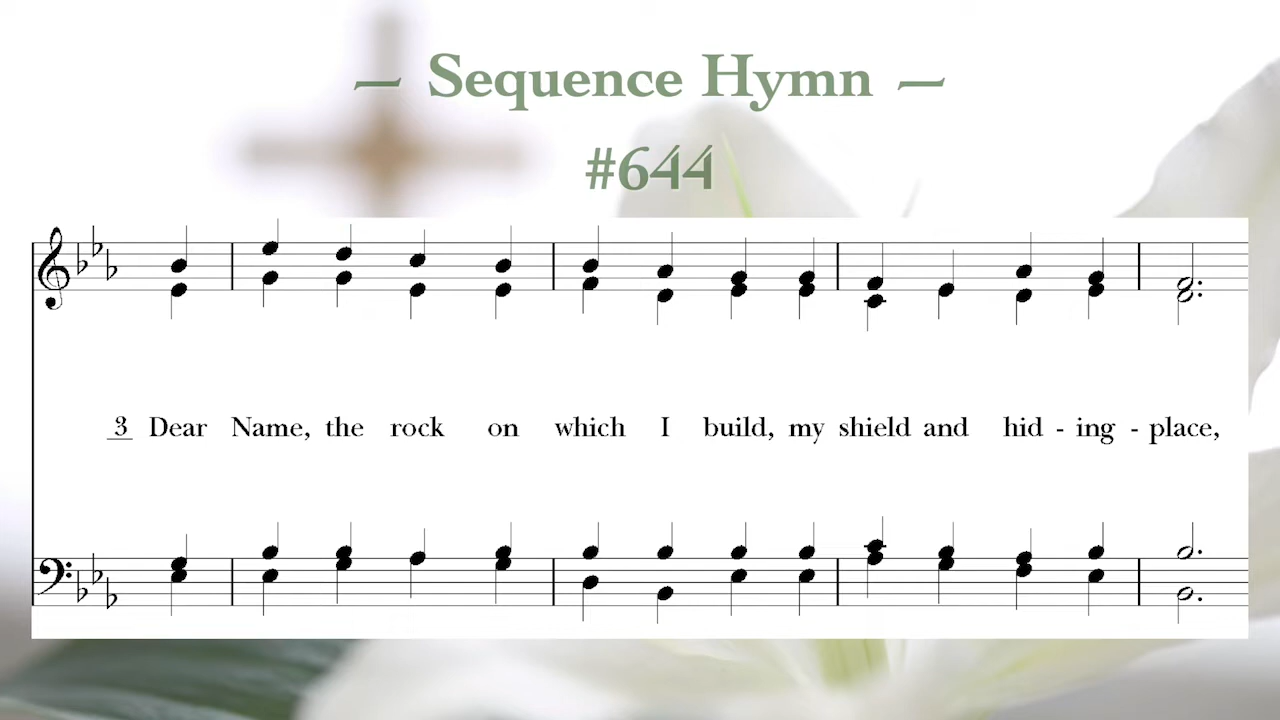 — Sequence Hymn —
#644
3 Dear Name, the rock on which I build, my shield and hid - ing - place,